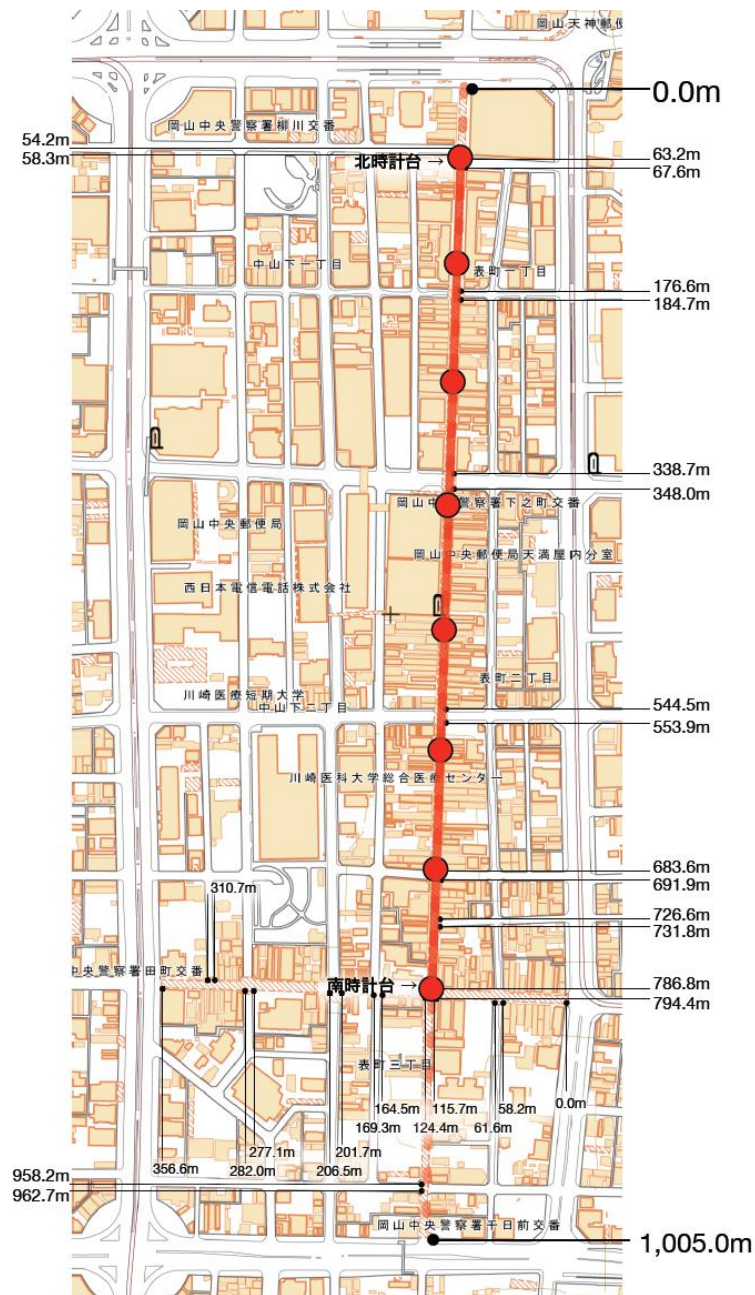 岡山天神郵便
0.0m
岡山中央警察署柳川交番
54.2m
58.3m
北時計台→
63.2m
67.6m
中山下一丁目
表町一丁目
176.6m
184.7m
338.7m
348.0m
岡山中央警察署下之町交番
岡山中央郵便局
岡山中央郵便局天満屋内分室
西日本電信電話株式会社
表町二丁目
川崎医療短期大学
中山下二丁目
544.5m
553.9m
川崎医科大学総合医療センター
683.6m
691.9m
310.7m
726.6m
731.8m
中央警察署田町交番
南時計台→
786.8m
794.4m
表町三丁目
164.5m
115.7m
58.2m
0.0m
169.3m
124.4m
61.6m
277.1m
201.7m
356.6m
282.0m
206.5m
958.2m
962.7m
岡山中央警察署千日前交番
1,005.0m